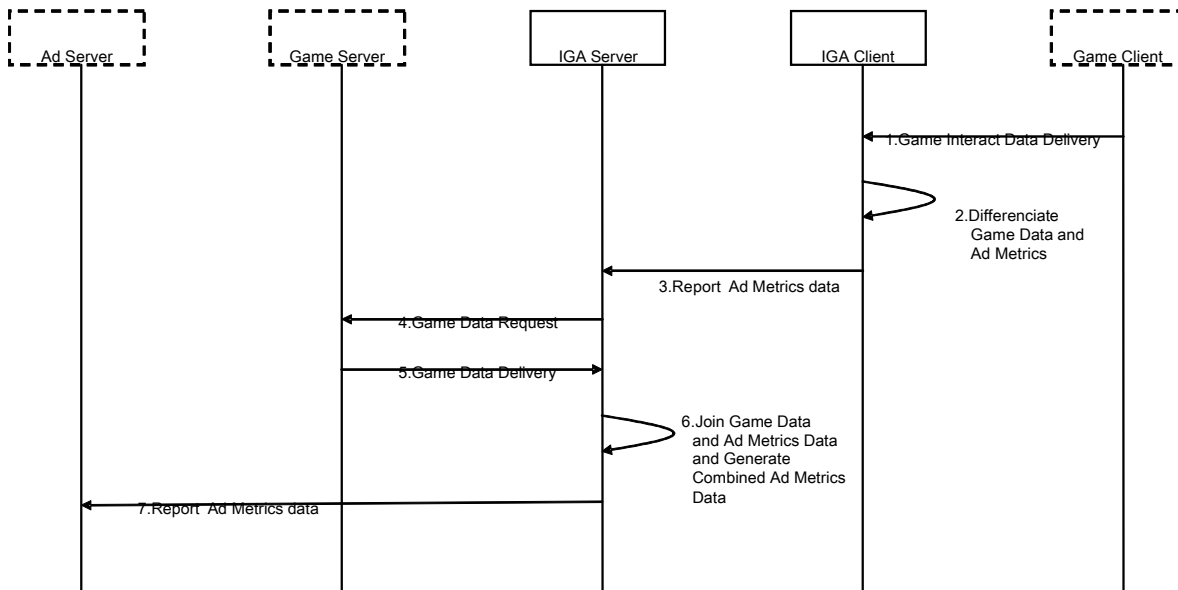 Ad Server
Game Server
IGA Server
IGA Client
Game Client
1.Game Interact Data Delivery
2.Differenciate
Game Data and
Ad Metrics
3.Report Ad Metrics data
4.Game Data Request
5.Game Data Delivery
6.Join Game Data
and Ad Metrics Data
and Generate
Combined Ad Metrics
Data
7.Report Ad Metrics data